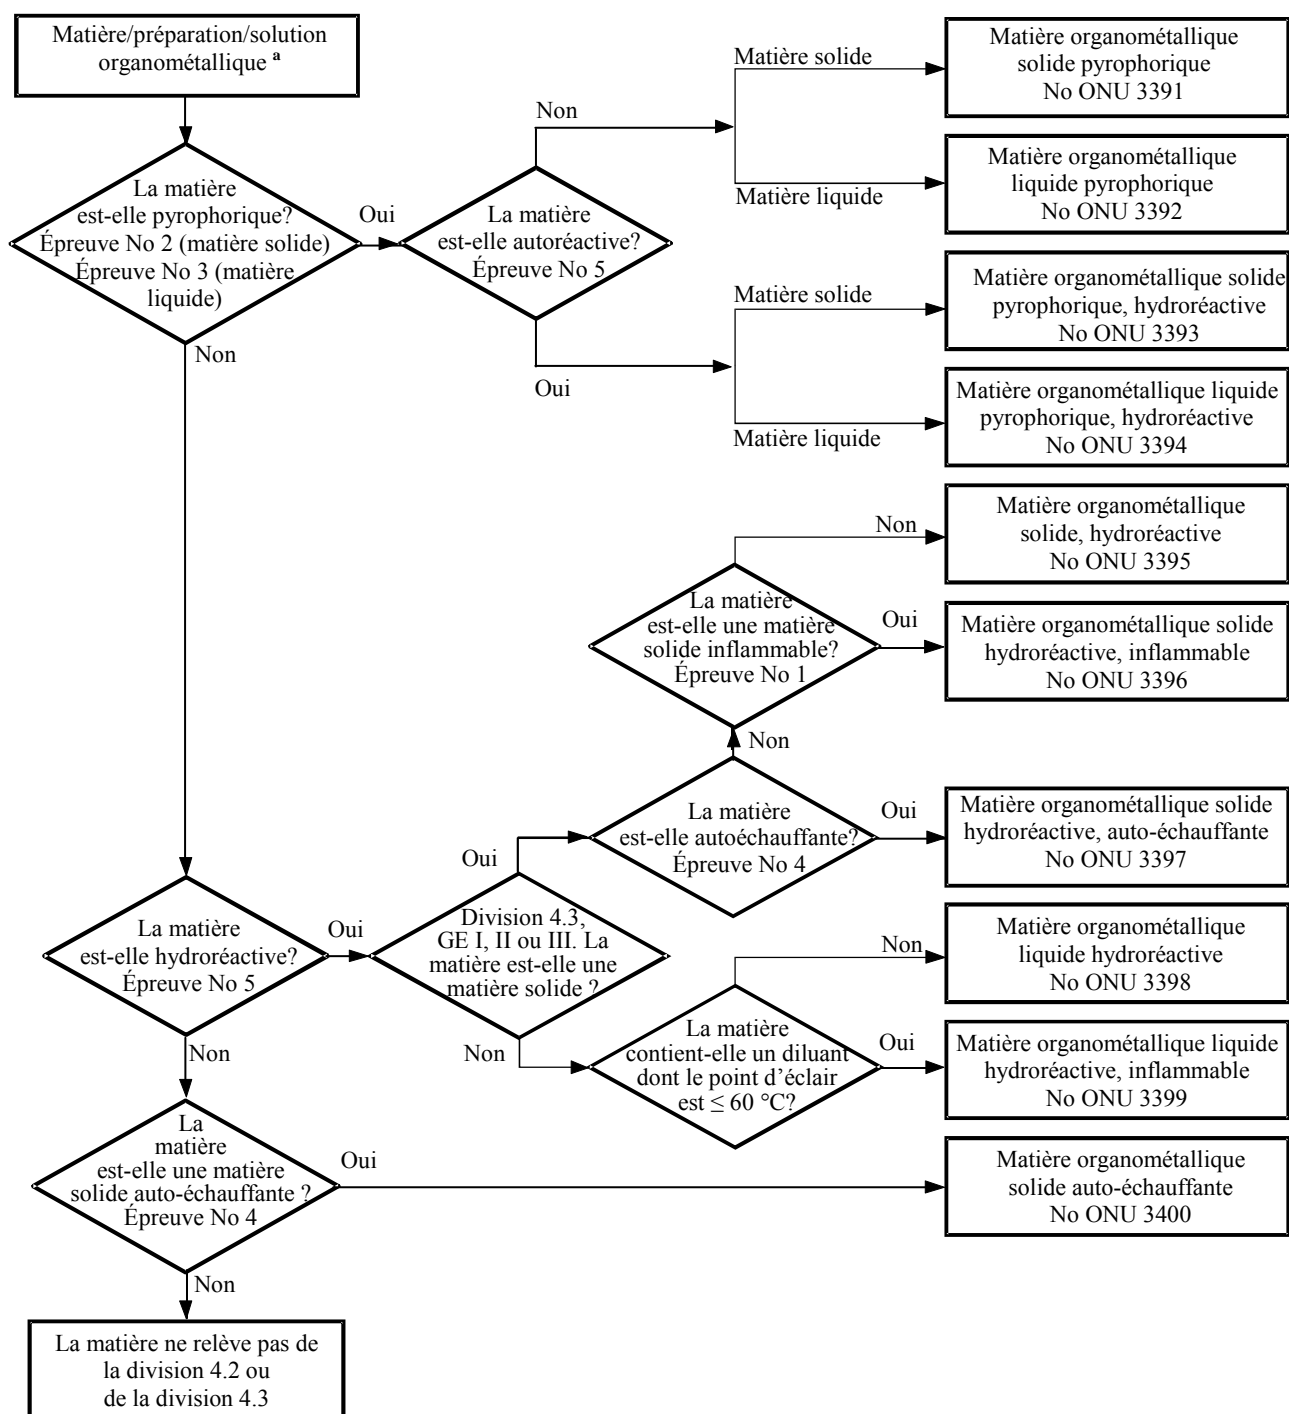 Matière/préparation/solution
organométallique a
La matière
est-elle pyrophorique?
Épreuve No 2 (matière solide)
Épreuve No 3 (matière
liquide)
Oui
Non
La matière
est-elle autoréactive?
Épreuve No 5
Non
Oui
Matière solide
Matière liquide
Matière organométallique
solide pyrophorique
No ONU 3391
Matière organométallique
liquide pyrophorique
No ONU 3392
Matière solide
Matière liquide
Matière organométallique solide
pyrophorique, hydroréactive
No ONU 3393
Matière organométallique liquide
pyrophorique, hydroréactive
No ONU 3394
Non
Matière organométallique
solide, hydroréactive
No ONU 3395
La matière
est-elle une matière
solide inflammable?
Épreuve No 1
Oui
Matière organométallique solide
hydroréactive, inflammable
No ONU 3396
Non
La matière
est-elle autoéchauffante?
Épreuve No 4
Oui
Matière organométallique solide
hydroréactive, auto-échauffante
No ONU 3397
La matière
est-elle hydroréactive?
Épreuve No 5
Oui
Non
Oui
Division 4.3,
GE I, II ou III. La
matière est-elle une
matière solide ?
Non
Non
Matière organométallique
liquide hydroréactive
No ONU 3398
La matière
contient-elle un diluant
dont le point d’éclair
est ≤ 60 °C?
Oui
Matière organométallique liquide
hydroréactive, inflammable
No ONU 3399
La
matière
est-elle une matière
solide auto-échauffante ?
Épreuve No 4
Oui
Matière organométallique
solide auto-échauffante
No ONU 3400
Non
La matière ne relève pas de
la division 4.2 ou
de la division 4.3